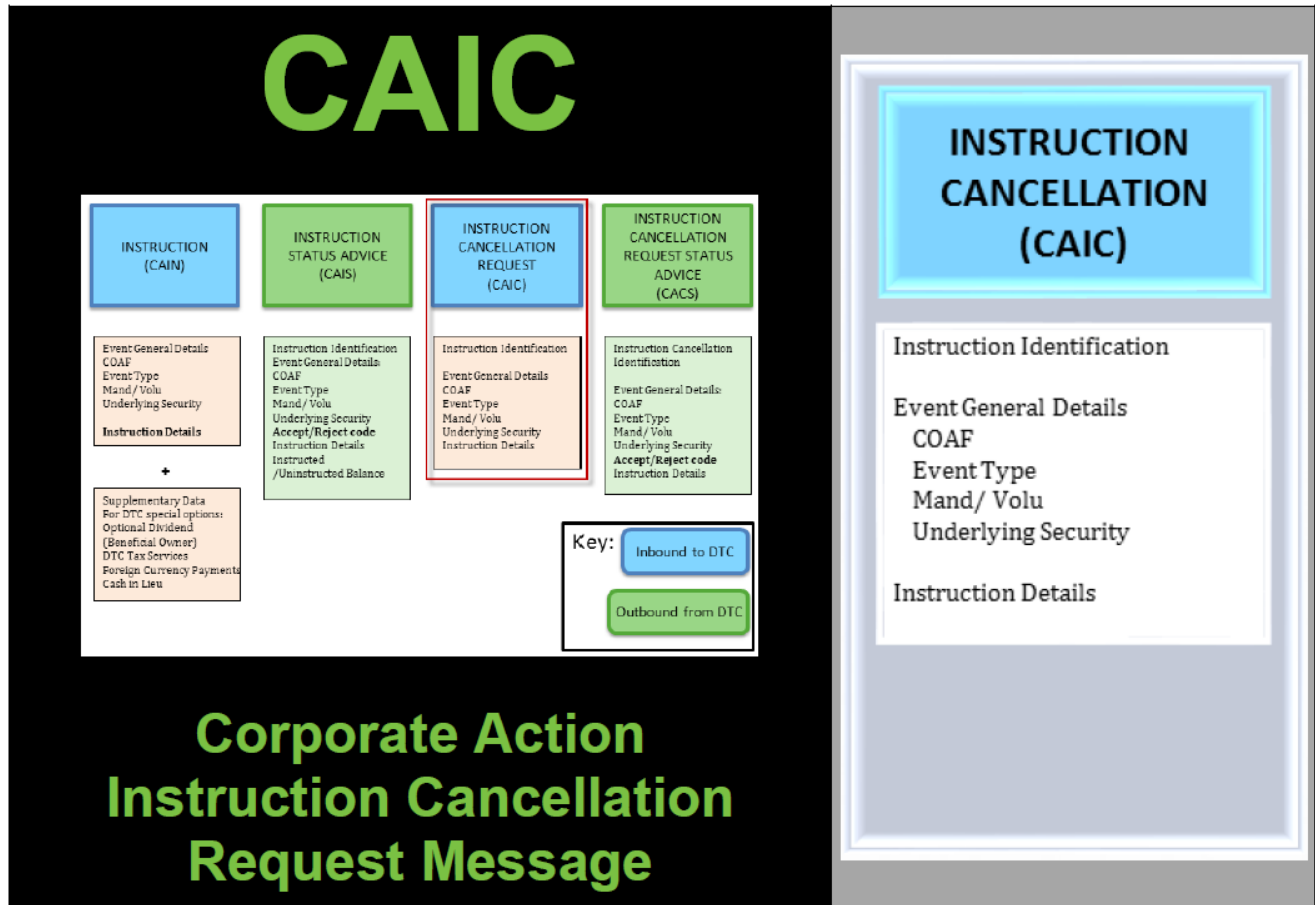 CAIC
INSTRUCTION
(CAIN)
INSTRUCTION
STATUS ADVICE
(CAIS)
INSTRUCTION
CANCELLATION
REQUEST
(CAIC)
INSTRUCTION
CANCELLATION
REQUEST STATUS
ADVICE
(CACS)
Event General Details
COAF
Event Type
Mand/ Volu
Underlying Security
Instruction Details
+
Supplementary Data
For DTC special options:
Optional Dividend
(Beneficial Owner)
DTC Tax Services
Foreign Currency Payments
Cash in Lieu
Instruction Identification
Event General Details:
COAF
Event Type
Mand/ Volu
Underlying Security
Accept/Reject code
Instruction Details
Instructed
/Uninstructed Balance
Instruction Identification
Event General Details
COAF
Event Type
Mand/ Volu
Underlying Security
Instruction Details
Instruction Cancellation
Identification
Event General Details:
COAF
Event Type
Mand/ Volu
Underlying Security
Accept/Reject code
Instruction Details
Key:
Inbound to DTC
Outbound from DTC
Corporate Action
Instruction Cancellation
Request Message
INSTRUCTION
CANCELLATION
(CAIC)
Instruction Identification
Event General Details
COAF
Event Type
Mand/ Volu
Underlying Security
Instruction Details